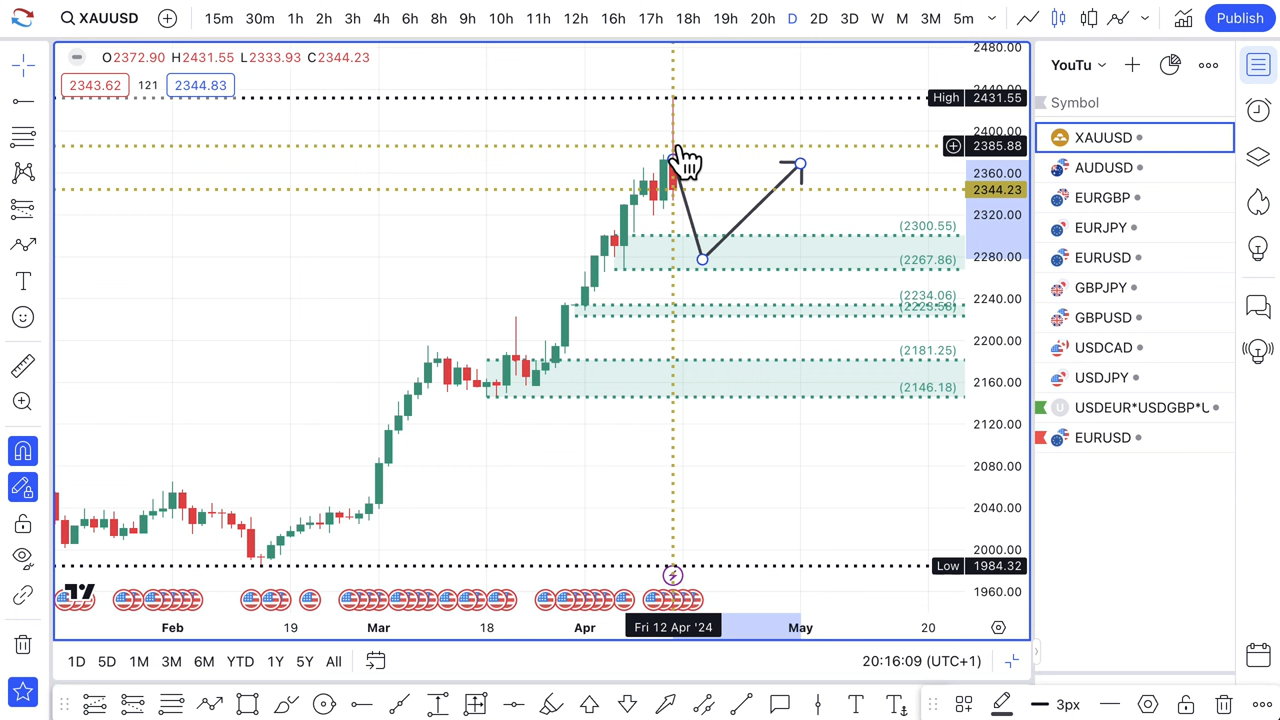 XAUUSD 15m 30m 1h 2h 3h 4h 6h 8h 9h 10h 11h 12h 16h 17h 18h 19h 20h D 2D 3D W M 3M 5m Publish
O2372.90 H2431.55 L2333.93 C2344.23
2343.62 121 2344.83
2480.00
2440.00
High 2431.55
2400.00
2385.88
2360.00
2344.23
2320.00
2280.00
2240.00
2200.00
2160.00
2120.00
2080.00
2040.00
2000.00
Low 1984.32
1960.00
(2300.55)
(2267.86)
(2234.06)
(2181.25)
(2146.18)
Feb 19 Mar 18 Apr Fri 12 Apr '24 May 20
1D 5D 1M 3M 6M YTD 1Y 5Y All 20:16:09 (UTC+1)
3px
YouTu
Symbol
XAUUSD
AUDUSD
EURGBP
EURJPY
EURUSD
GBPJPY
GBPUSD
USDCAD
USDJPY
USDEUR*USDGBP*U
EURUSD